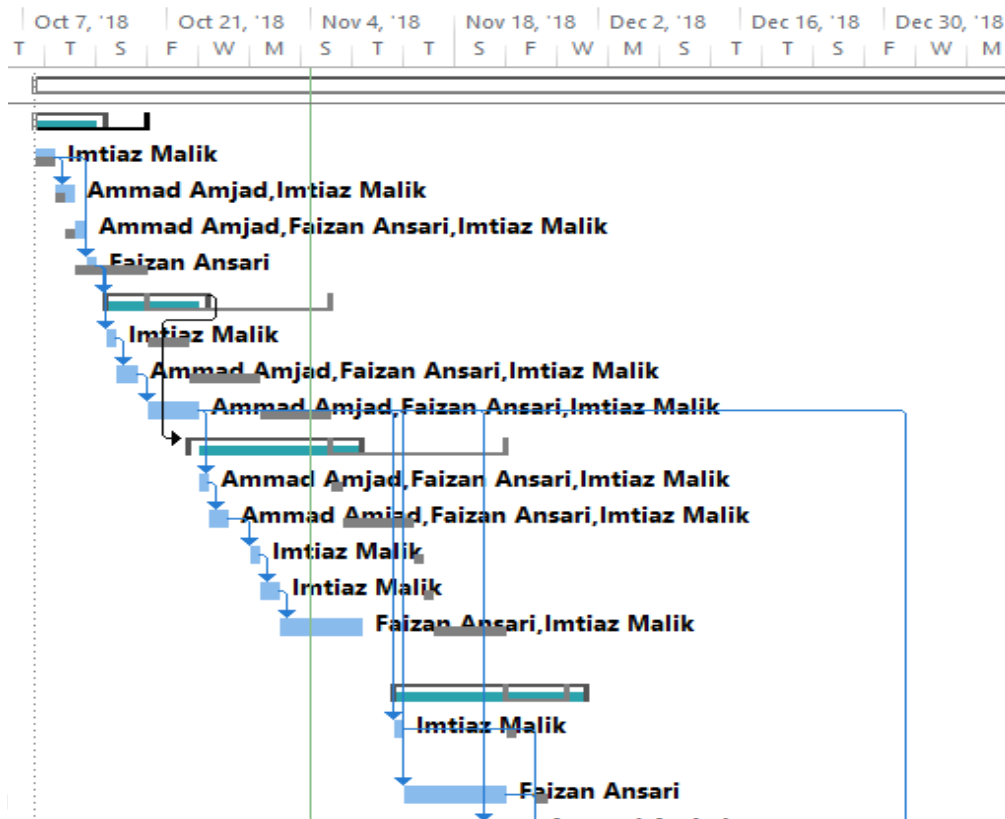 Oct 7, '18 Oct 21, '18 Nov 4, '18 Nov 18, '18 Dec 2, '18 Dec 16, '18 Dec 30, '18
T T S F W M S T T S F W M S T T S F W M
Imtiaz Malik
Ammad Amjad,Imtiaz Malik
Ammad Amjad,Faizan Ansari,Imtiaz Malik
Faizan Ansari
Imtiaz Malik
Ammad Amjad,Faizan Ansari,Imtiaz Malik
Ammad Amjad,Faizan Ansari,Imtiaz Malik
Ammad Amjad,Faizan Ansari,Imtiaz Malik
Ammad Amjad,Faizan Ansari,Imtiaz Malik
Imtiaz Malik
Imtiaz Malik
Faizan Ansari,Imtiaz Malik
Imtiaz Malik
Faizan Ansari